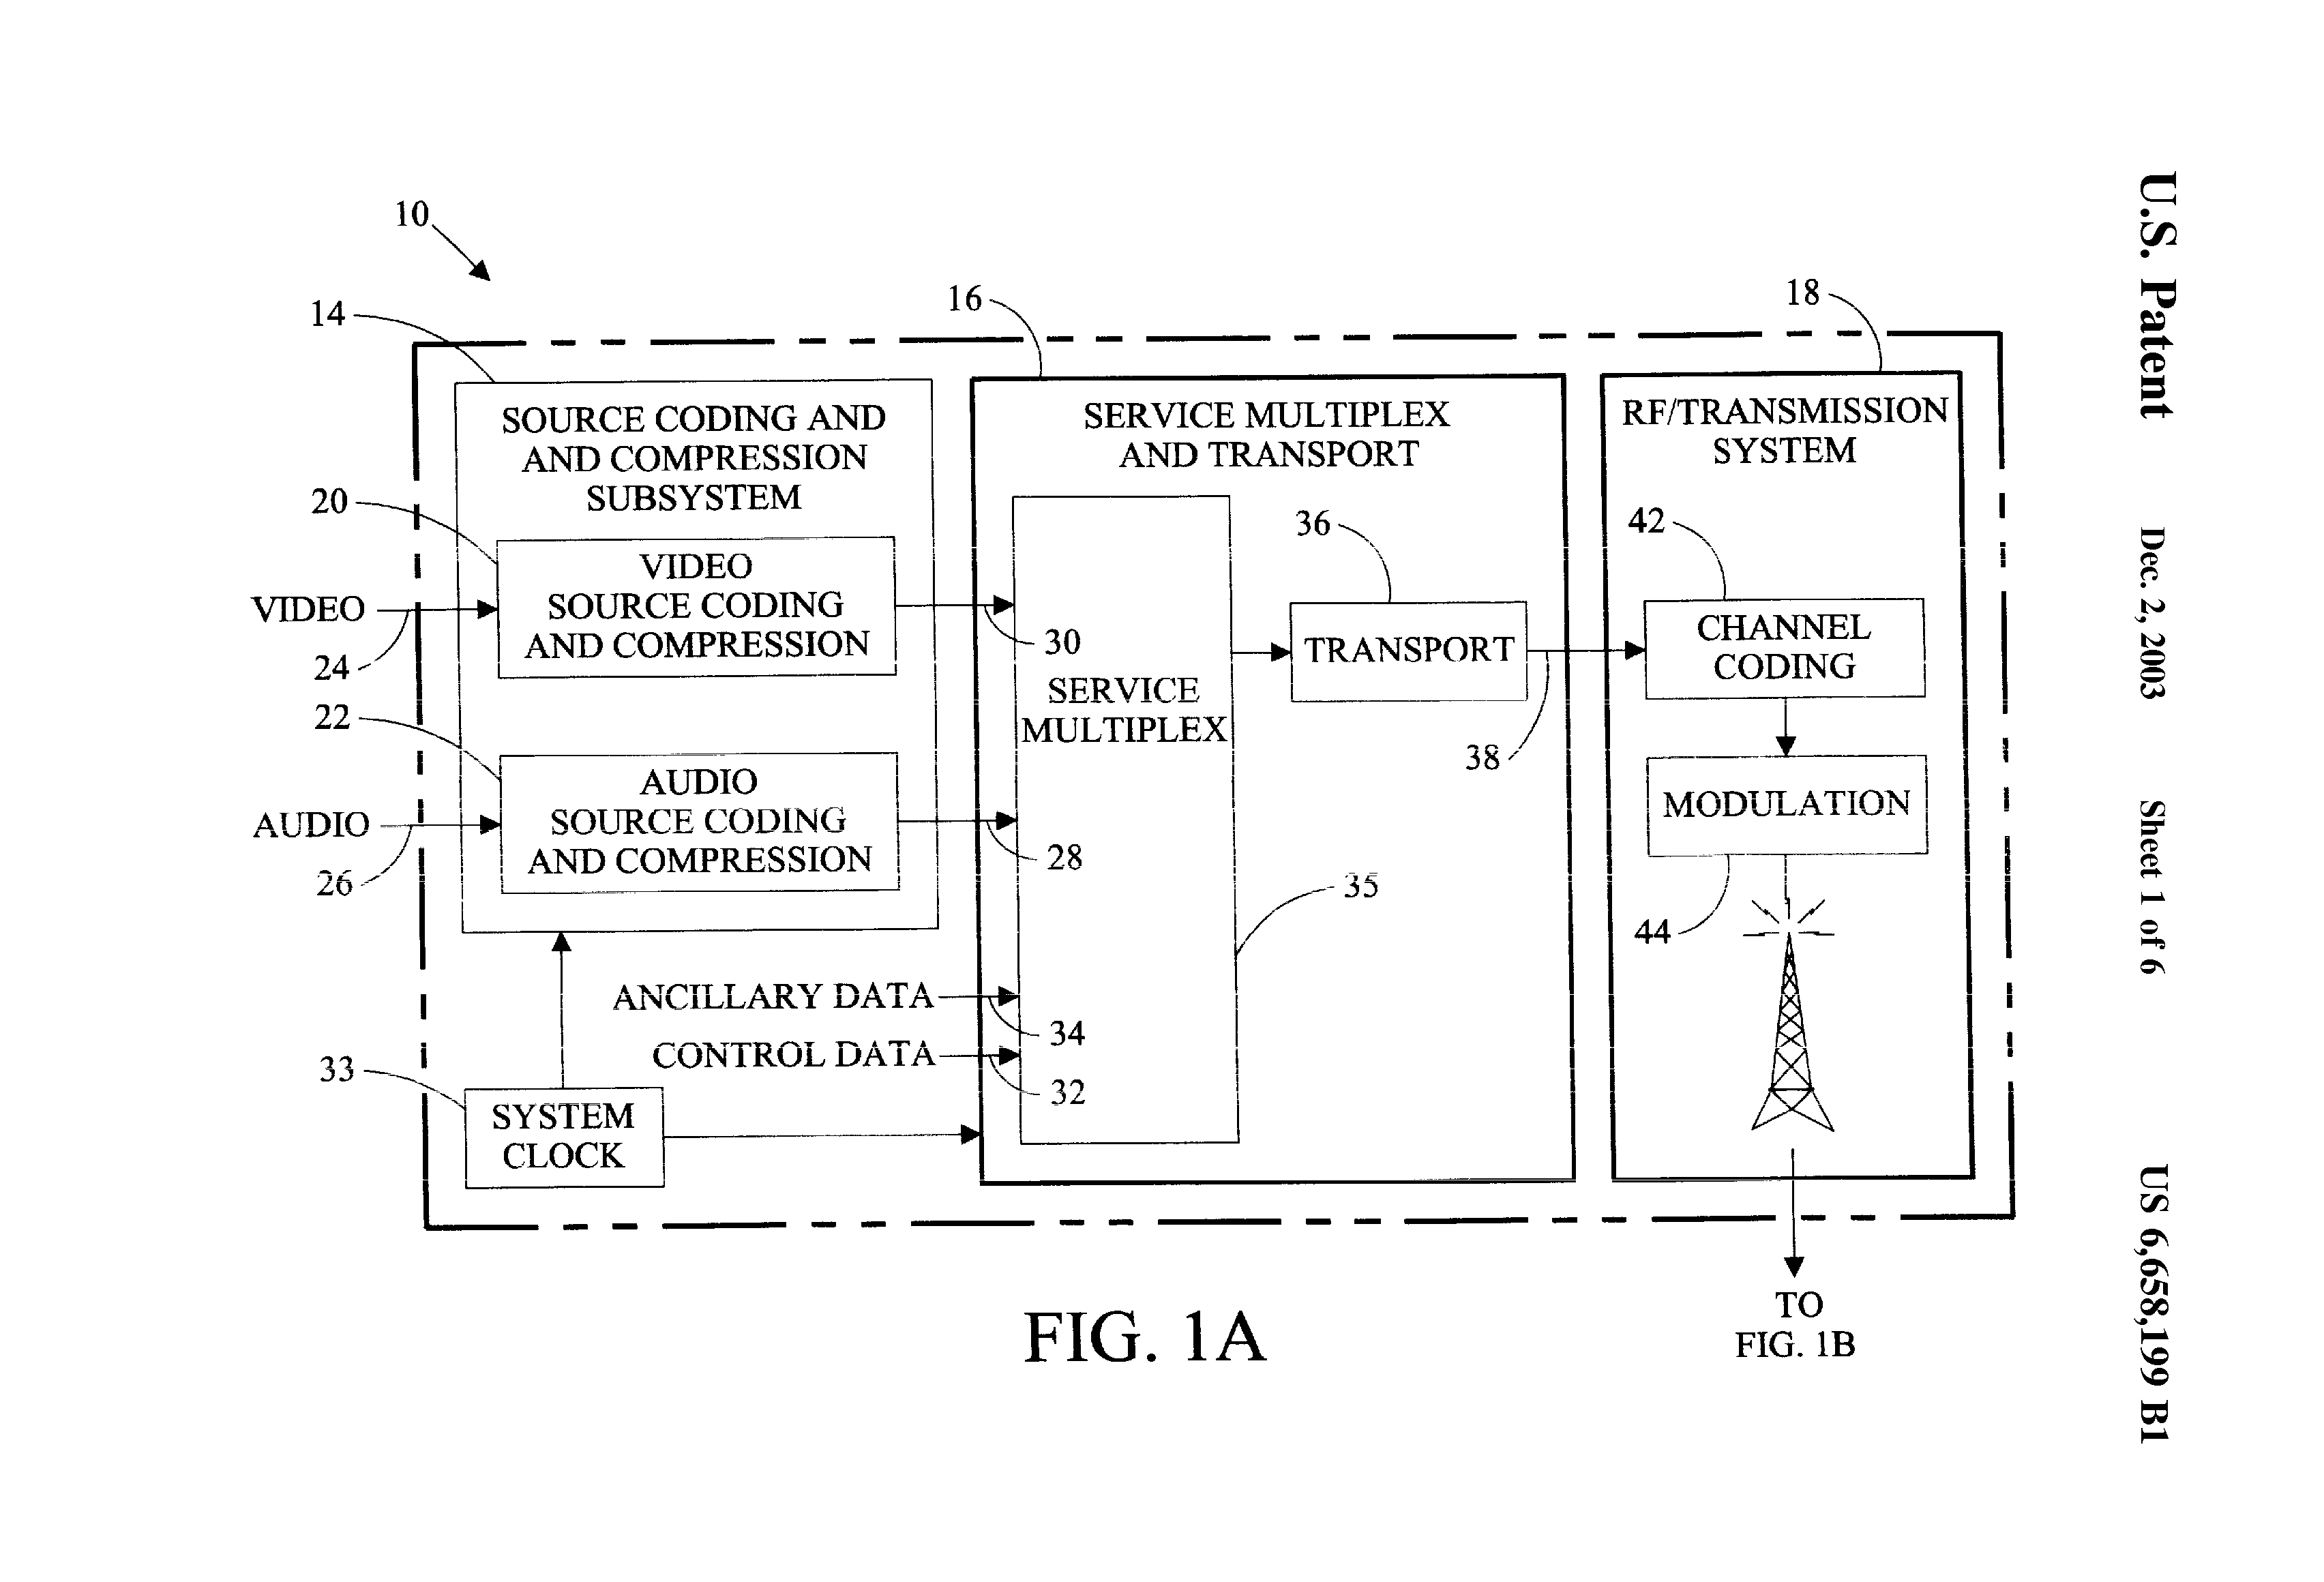 U.S. Patent
Dec. 2, 2003
Sheet 1 of 6
US 6,658,199 B1
10
14
16
18
SOURCE CODING AND
AND COMPRESSION
SUBSYSTEM
SERVICE MULTIPLEX
AND TRANSPORT
RF/TRANSMISSION
SYSTEM
20
VIDEO
SOURCE CODING
AND COMPRESSION
VIDEO
24
30
22
AUDIO
SOURCE CODING
AND COMPRESSION
AUDIO
26
28
SERVICE
MULTIPLEX
36
TRANSPORT
38
42
CHANNEL
CODING
MODULATION
44
35
ANCILLARY DATA
34
CONTROL DATA
32
33
SYSTEM
CLOCK
TO
FIG. 1B
FIG. 1A